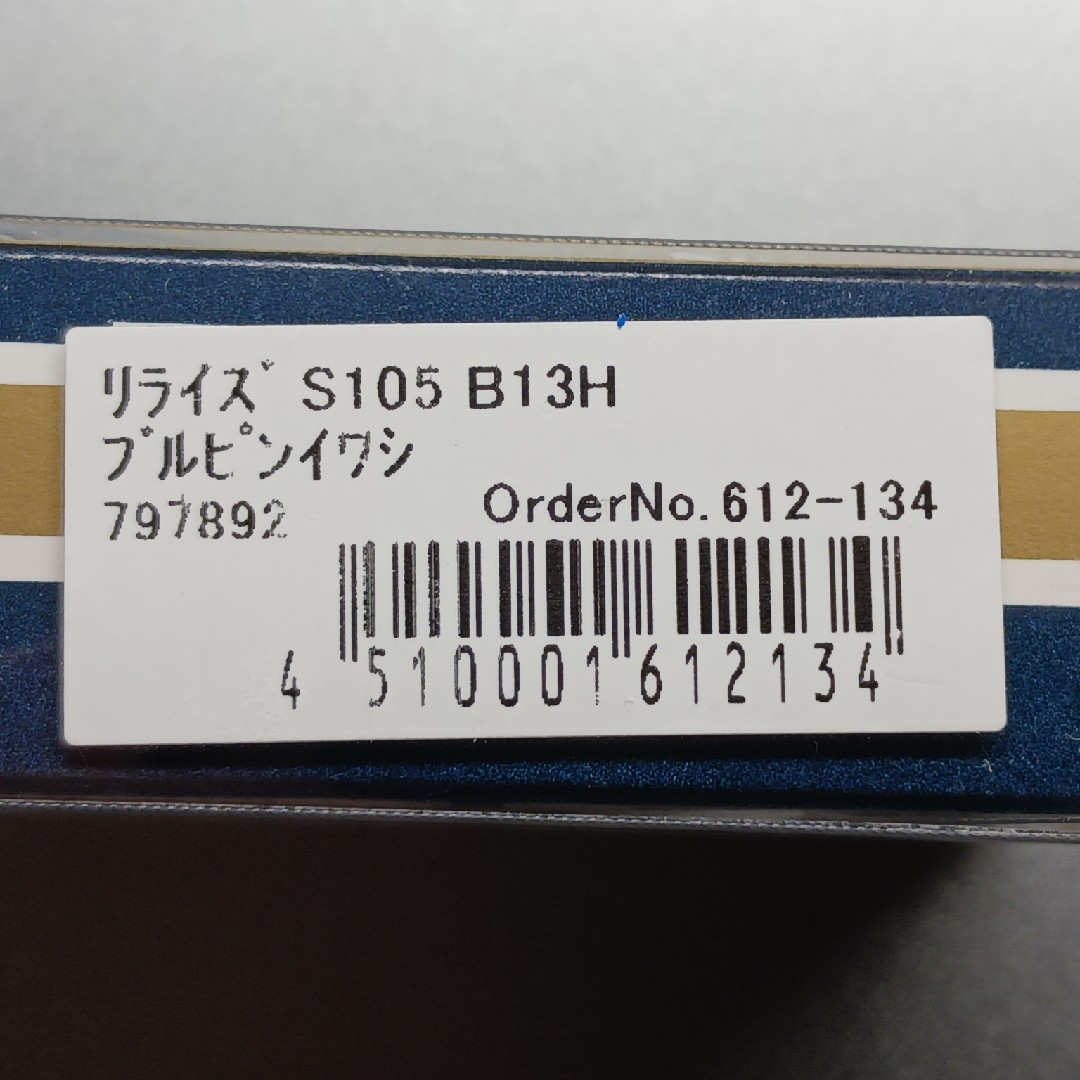 ﾘﾗｲｽﾞ S105 B13H
ﾌﾞﾙﾋﾟﾝｲﾜｼ
797892
OrderNo.612-134
4 510001 612134